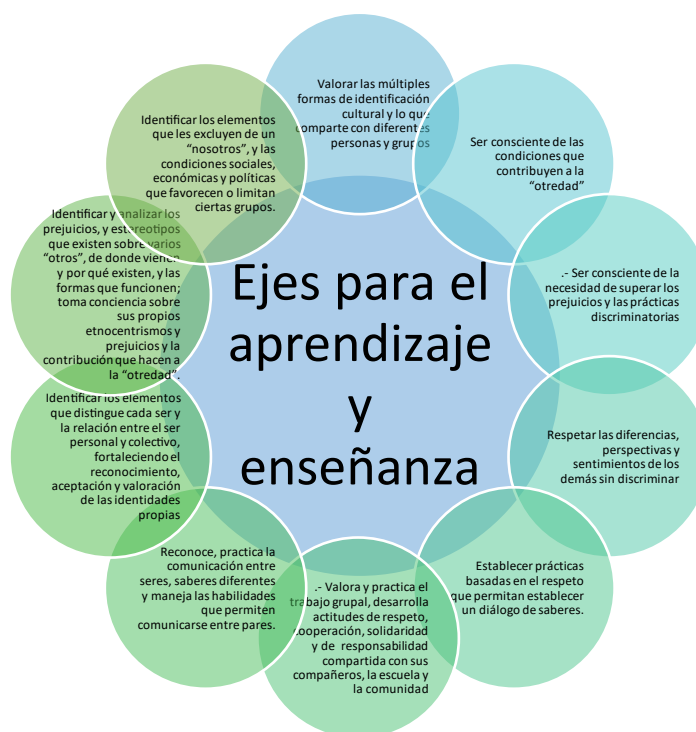 Ejes para el
aprendizaje
y
enseñanza
Valorar las múltiples
formas de identificación
cultural y lo que
comparte con diferentes
personas y grupos
Ser consciente de las
condiciones que
contribuyen a la
“otredad”
.- Ser consciente de la
necesidad de superar los
prejuicios y las prácticas
discriminatorias
Respetar las diferencias,
perspectivas y
sentimientos de los
demás sin discriminar
Establecer prácticas
basadas en el respeto
que permitan establecer
un diálogo de saberes.
.- Valora y practica el
trabajo grupal, desarrolla
actitudes de respeto,
cooperación, solidaridad
y de  responsabilidad
compartida con sus
compañeros, la escuela y
la comunidad
Reconoce, practica la
comunicación entre
seres, saberes diferentes
y maneja las habilidades
que permiten
comunicarse entre pares.
Identificar los elementos
que distingue cada ser y
la relación entre el ser
personal y colectivo,
fortaleciendo el
reconocimiento,
aceptación y valoración
de las identidades
propias
Identificar y analizar los
prejuicios, y estereotipos
que existen sobre varios
“otros”, de donde vienen
y por qué existen, y las
formas que funcionen;
toma conciencia sobre
sus propios
etnocentrismos y
prejuicios y la
contribución que hacen a
la “otredad”.
Identificar los elementos
que les excluyen de un
“nosotros”, y las
condiciones sociales,
económicas y políticas
que favorecen o limitan
ciertas grupos.